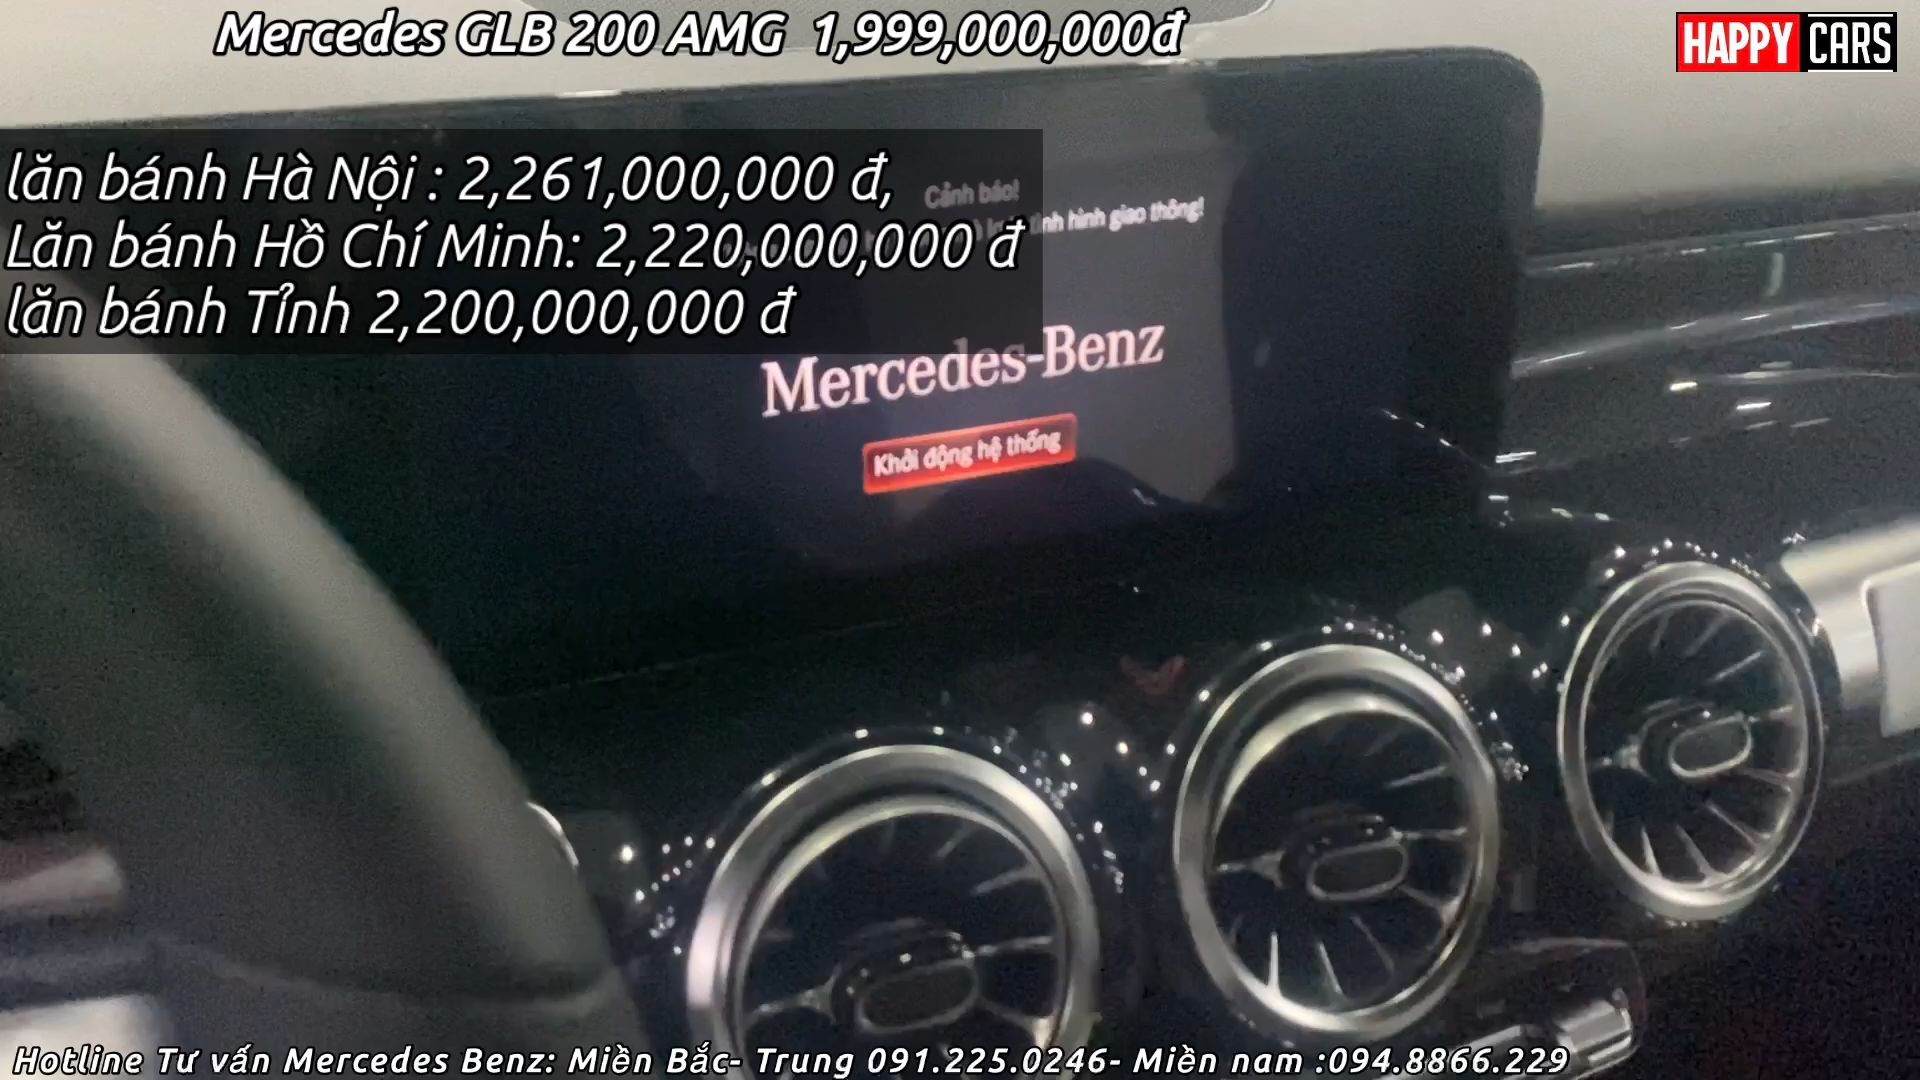 Mercedes GLB 200 AMG 1,999,000,000đ
HAPPY CARS
lăn bánh Hà Nội : 2,261,000,000 đ,
Lăn bánh Hồ Chí Minh: 2,220,000,000 đ
lăn bánh Tỉnh 2,200,000,000 đ
Cảnh báo!
tình hình giao thông!
Mercedes-Benz
Khởi động hệ thống
Hotline Tư vấn Mercedes Benz: Miền Bắc- Trung 091.225.0246- Miền nam :094.8866.229